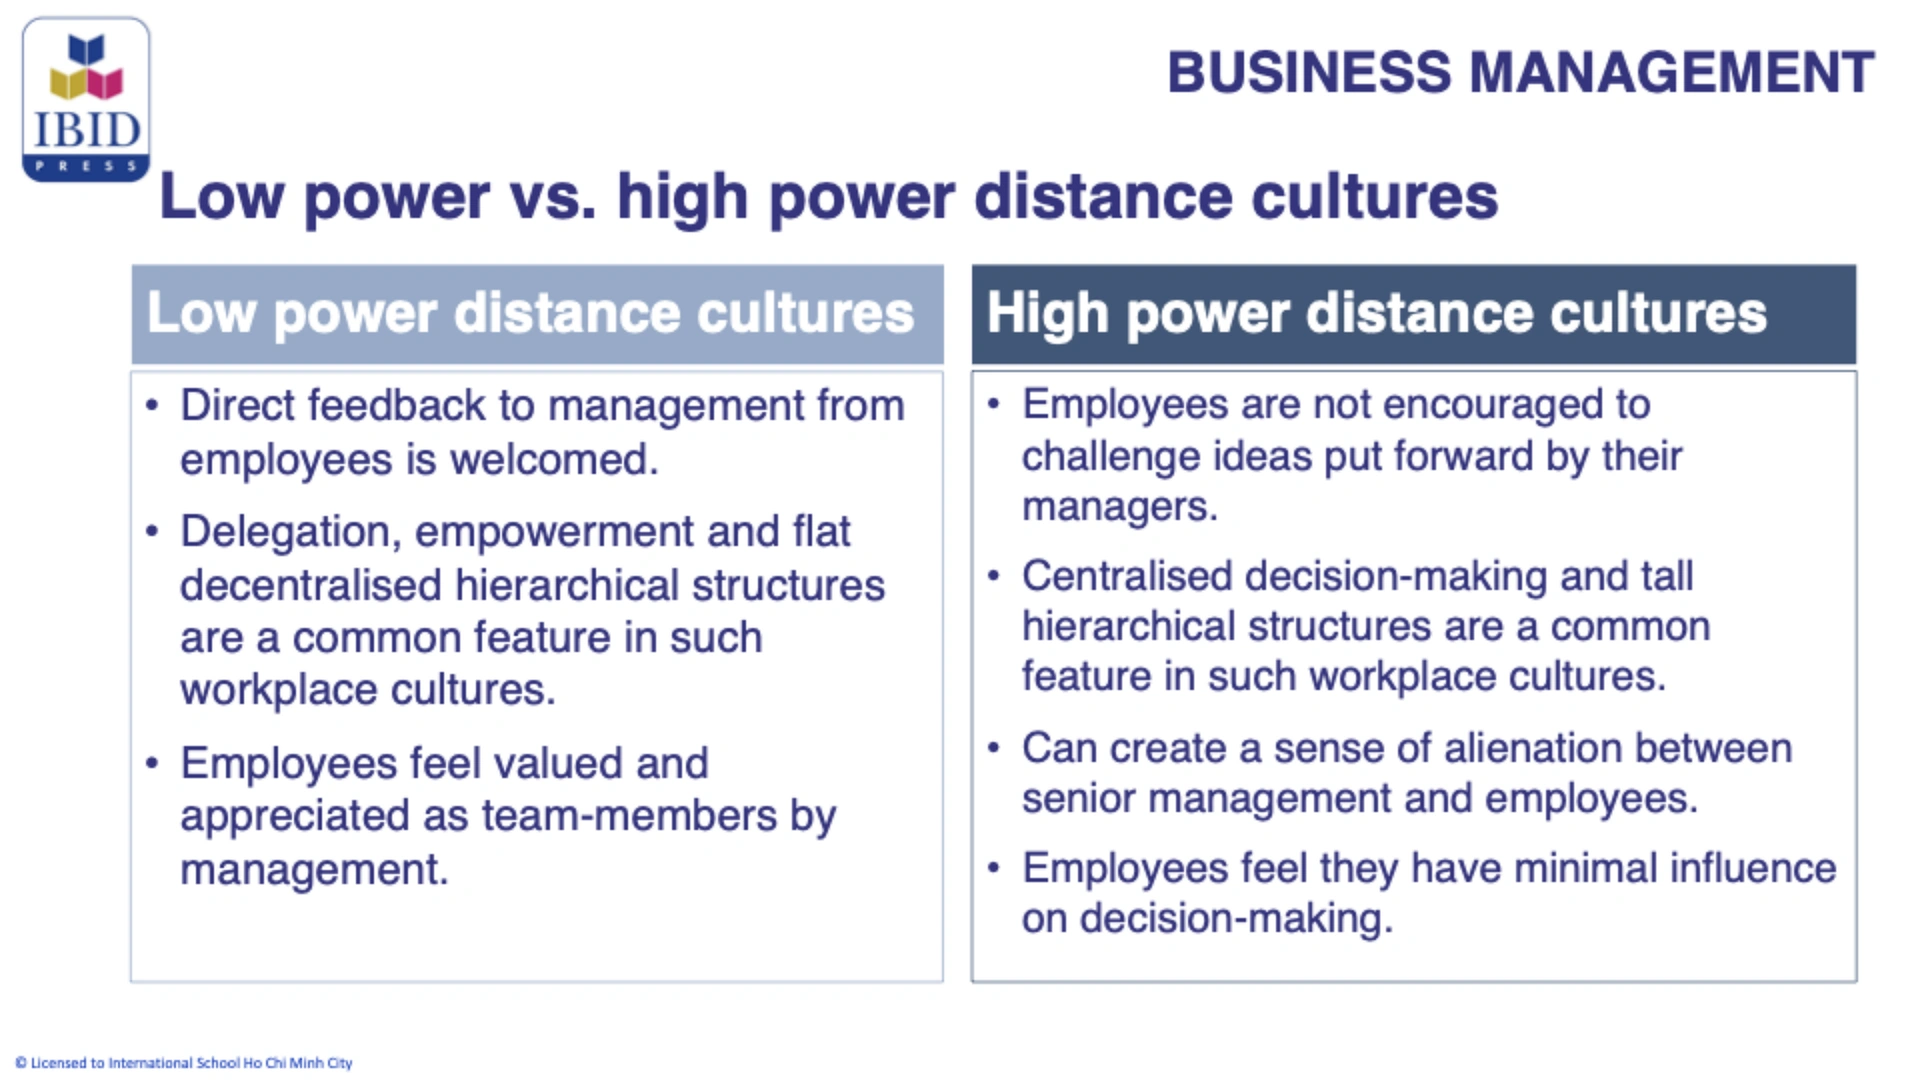 IBID
PRESS
BUSINESS MANAGEMENT
Low power vs. high power distance cultures
Low power distance cultures
• Direct feedback to management from
employees is welcomed.
• Delegation, empowerment and flat
decentralised hierarchical structures
are a common feature in such
workplace cultures.
• Employees feel valued and
appreciated as team-members by
management.
High power distance cultures
• Employees are not encouraged to
challenge ideas put forward by their
managers.
• Centralised decision-making and tall
hierarchical structures are a common
feature in such workplace cultures.
• Can create a sense of alienation between
senior management and employees.
• Employees feel they have minimal influence
on decision-making.
© Licensed to International School Ho Chi Minh City